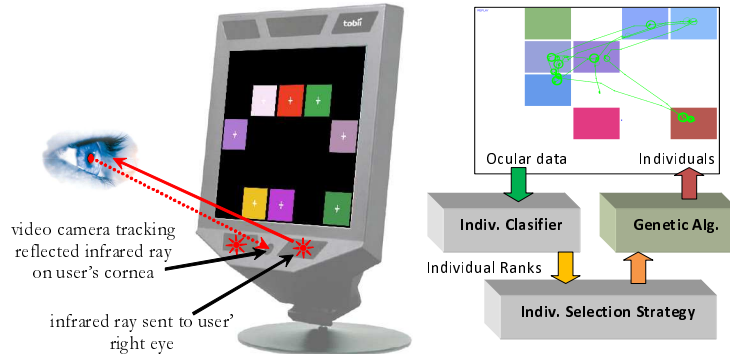 tobii
video camera tracking
reflected infrared ray
on user's cornea
infrared ray sent to user'
right eye
Ocular data
Individuals
Indiv. Clasifier
Genetic Alg.
Individual Ranks
Indiv. Selection Strategy